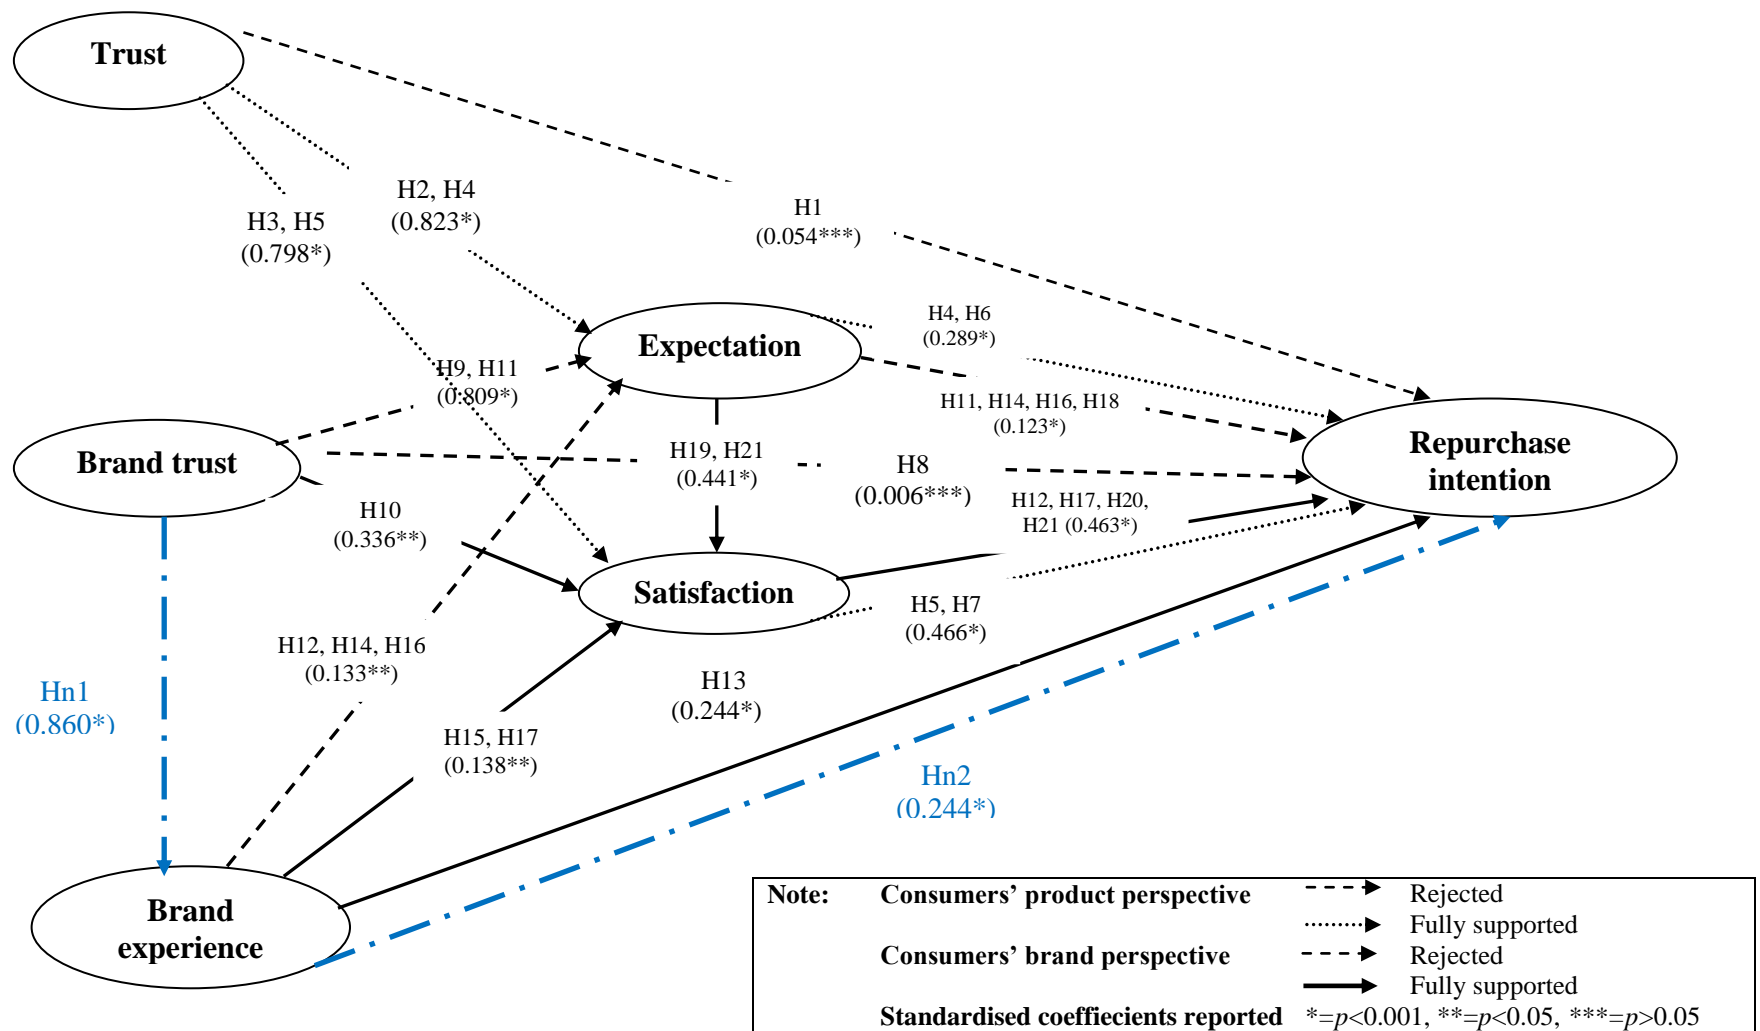 Trust
H2, H4
(0.823*)
H3, H5
(0.798*)
H1
(0.054***)
H4, H6
(0.289*)
Expectation
H9, H11
(0.809*)
H11, H14, H16, H18
(0.123*)
Brand trust
H19, H21
(0.441*)
H8
(0.006***)
Repurchase
intention
H10
(0.336**)
H12, H17, H20,
H21 (0.463*)
Satisfaction
H5, H7
(0.466*)
H12, H14, H16
(0.133**)
Hn1
(0.860*)
H13
(0.244*)
H15, H17
(0.138**)
Hn2
(0.244*)
Brand
experience
Note: Consumers’ product perspective Rejected
Fully supported
Consumers’ brand perspective Rejected
Fully supported
Standardised coeffiecients reported *=p<0.001, **=p<0.05, ***=p>0.05